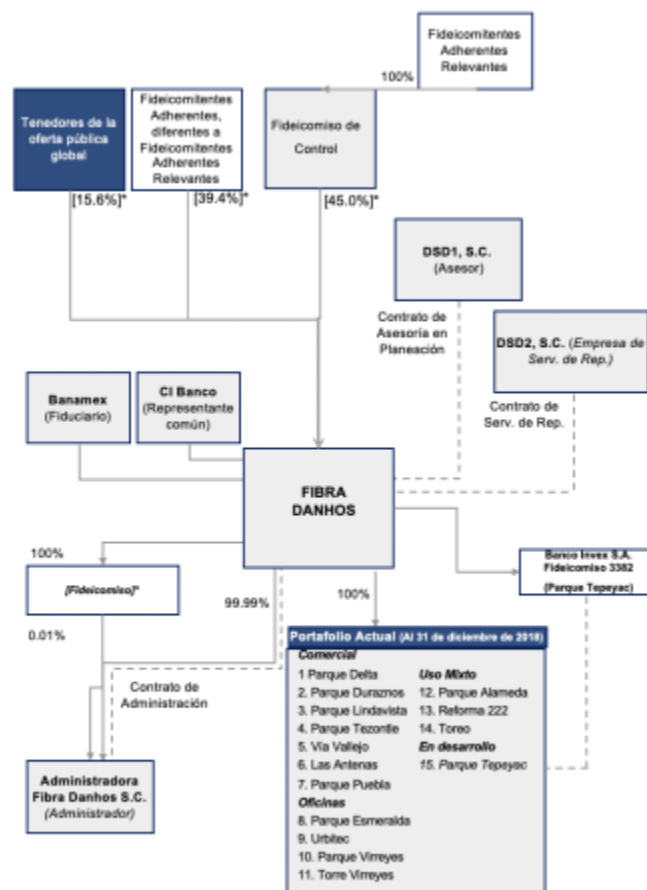 Fideicomitentes
Adherentes
Relevantes
100%
Tenedores de la
oferta pública
global
Fideicomitentes
Adherentes,
diferentes a
Fideicomitentes
Adherentes
Relevantes
Fideicomiso de
Control
[15.6%]*
[39.4%]*
[45.0%]*
DSD1, S.C.
(Asesor)
Contrato de
Asesoría en
Planeación
DSD2, S.C. (Empresa de
Serv. de Rep.)
Contrato de
Serv. de Rep.
Banamex
(Fiduciario)
CI Banco
(Representante
común)
FIBRA
DANHOS
100%
[Fideicomiso]*
0.01%
99.99%
100%
Banco Invex S.A.
Fideicomiso 3382
(Parque Tepeyac)
Contrato de
Administración
Administradora
Fibra Danhos S.C.
(Administrador)
Portafolio Actual (Al 31 de diciembre de 2018)
Comercial
1 Parque Delta
2. Parque Duraznos
3. Parque Lindavista
4. Parque Tezontle
5. Vía Vallejo
6. Las Antenas
7. Parque Puebla
Oficinas
8. Parque Esmeralda
9. Urbitec
10. Parque Virreyes
11. Torre Virreyes
Uso Mixto
12. Parque Alameda
13. Reforma 222
14. Toreo
En desarrollo
15. Parque Tepeyac